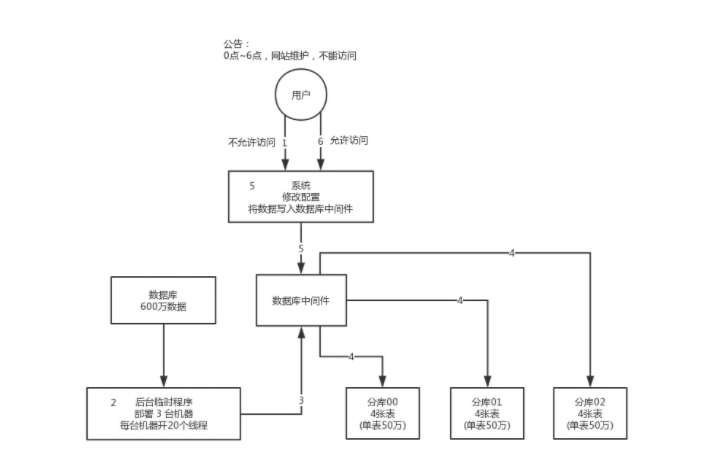 公告：
0点~6点，网站维护，不能访问
用户
不允许访问
1
6
允许访问
5
系统
修改配置
将数据写入数据库中间件
5
4
数据库
600万数据
数据库中间件
4
4
2
后台临时程序
部署 3 台机器
每台机器开20个线程
3
分库00
4张表
(单表50万)
分库01
4张表
(单表50万)
分库02
4张表
(单表50万)